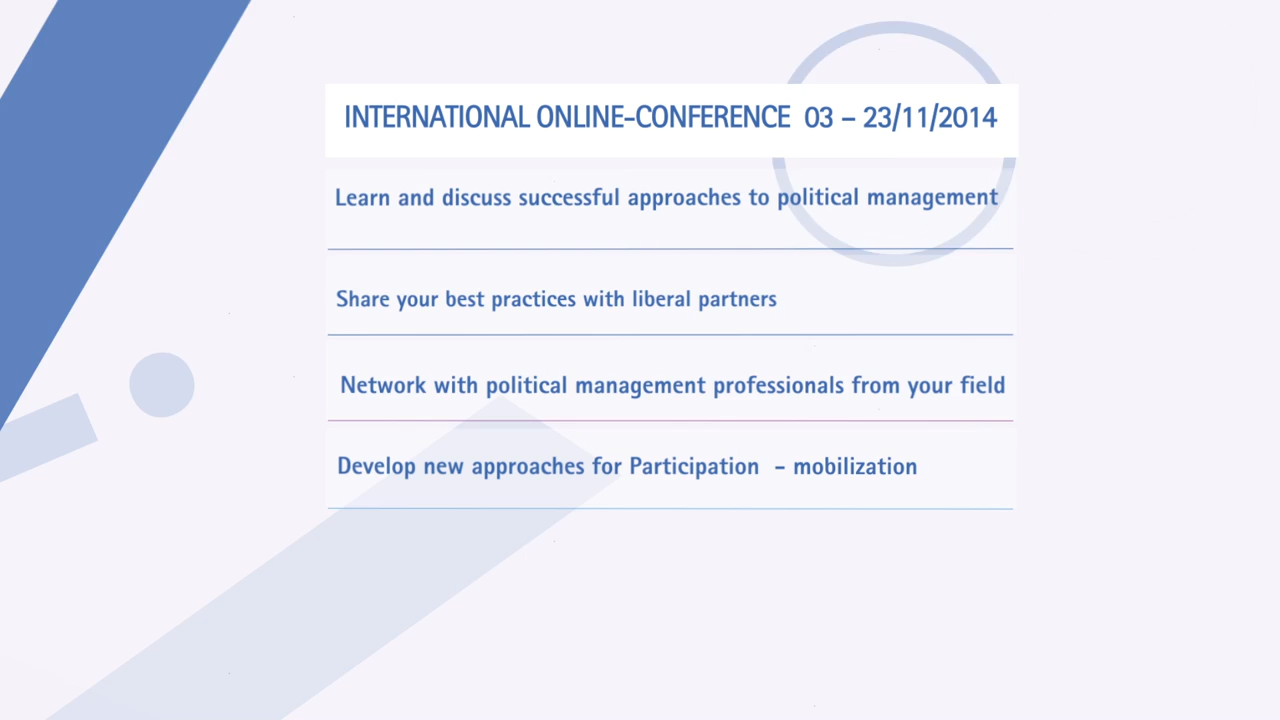 INTERNATIONAL ONLINE-CONFERENCE 03 – 23/11/2014
Learn and discuss successful approaches to political management
Share your best practices with liberal partners
Network with political management professionals from your field
Develop new approaches for Participation - mobilization